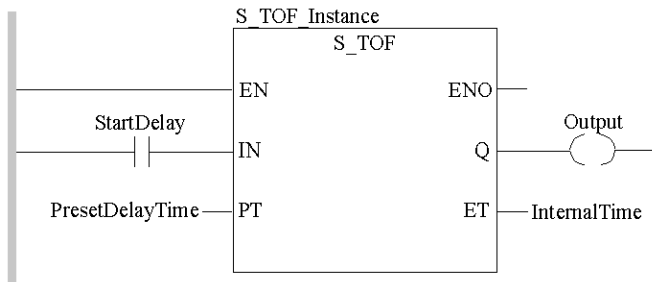 S_TOF_Instance
S_TOF
EN ENO
StartDelay Output
IN Q
PresetDelayTime PT ET InternalTime